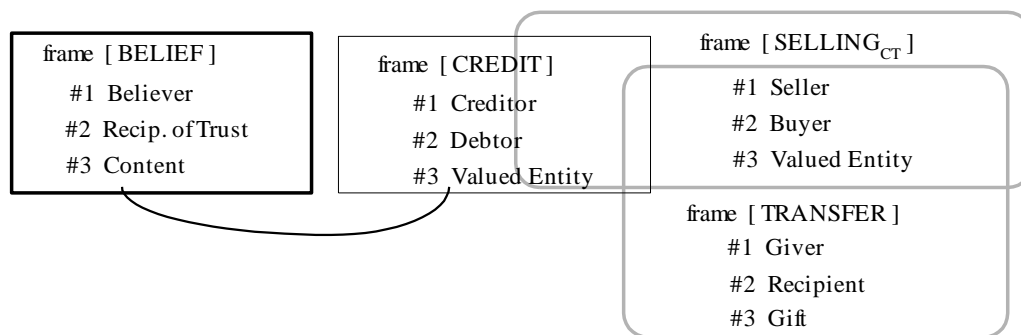 frame [BELIEF]
#1 Believer
#2 Recip. of Trust
#3 Content
frame [CREDIT]
#1 Creditor
#2 Debtor
#3 Valued Entity
frame [SELLING_CT]
#1 Seller
#2 Buyer
#3 Valued Entity
frame [TRANSFER]
#1 Giver
#2 Recipient
#3 Gift